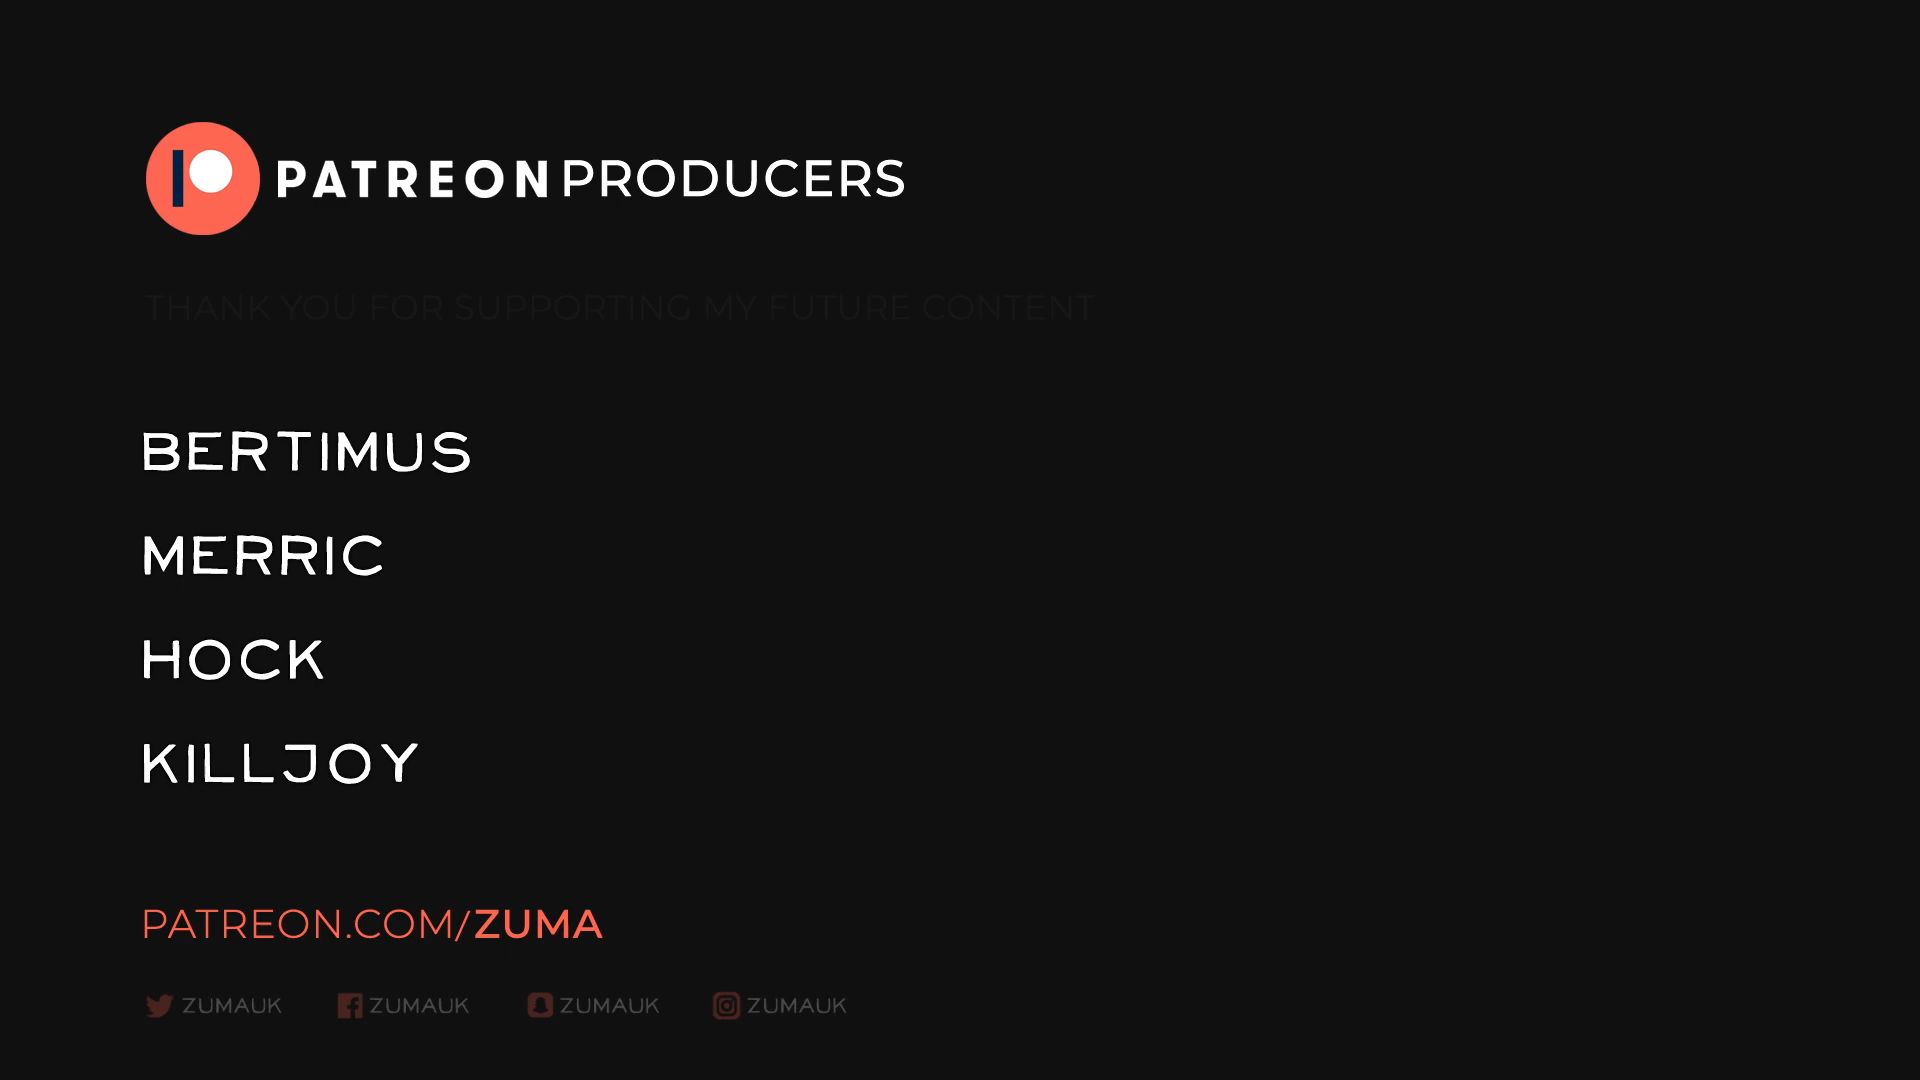 PATREON PRODUCERS
THANK YOU FOR SUPPORTING MY FUTURE CONTENT
BERTIMUS
MERRIC
HOCK
KILLJOY
PATREON.COM/ZUMA
ZUMAUK ZUMAUK ZUMAUK ZUMAUK